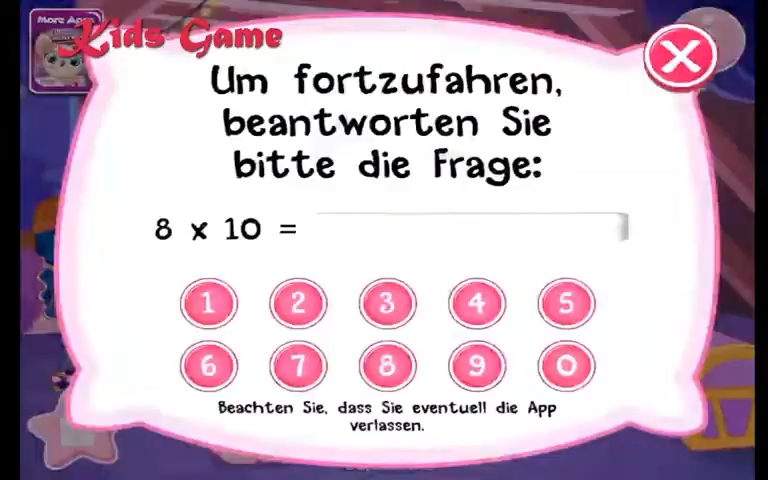 More Apps
Kids Game
Um fortzufahren,
beantworten Sie
bitte die Frage:
8 x 10 =
1 2 3 4 5
6 7 8 9 0
Beachten Sie, dass Sie eventuell die App
verlassen.